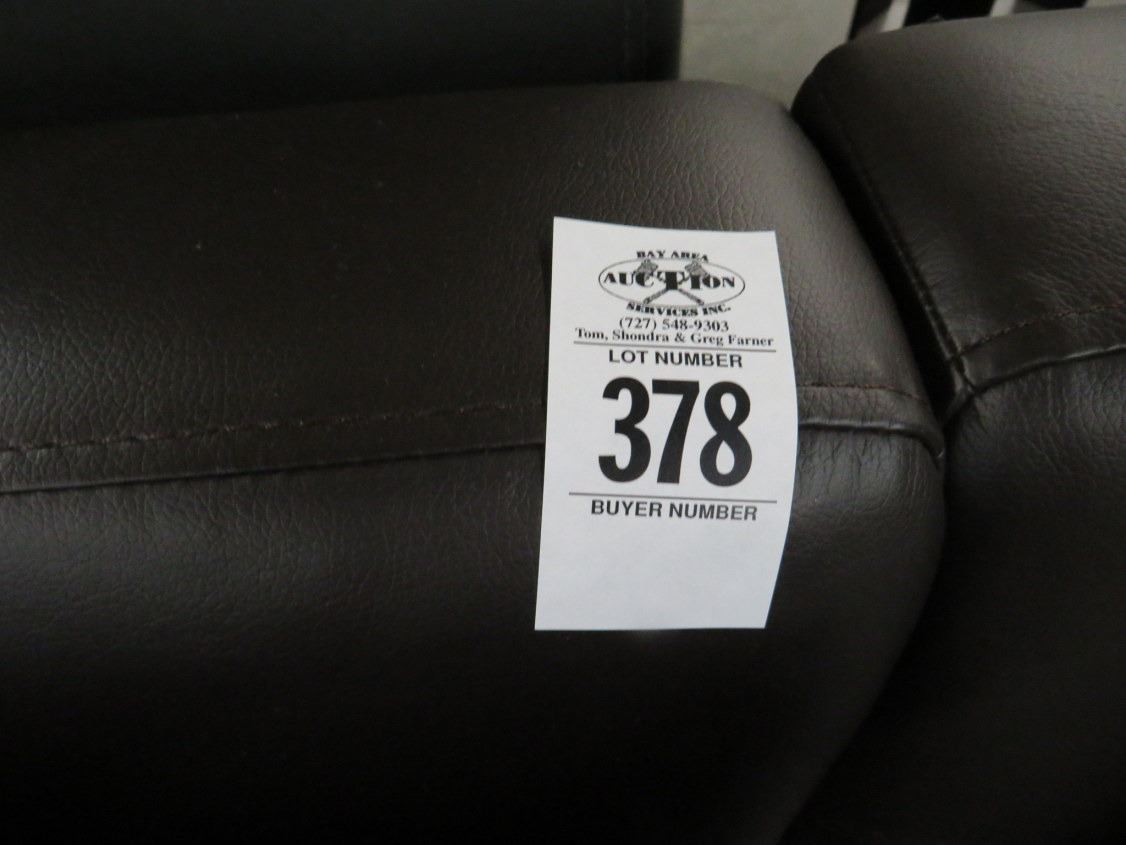 BAY AREA
AUCTION
SERVICES INC.
(727) 548-9303
Tom, Shondra & Greg Farner
LOT NUMBER
378
BUYER NUMBER